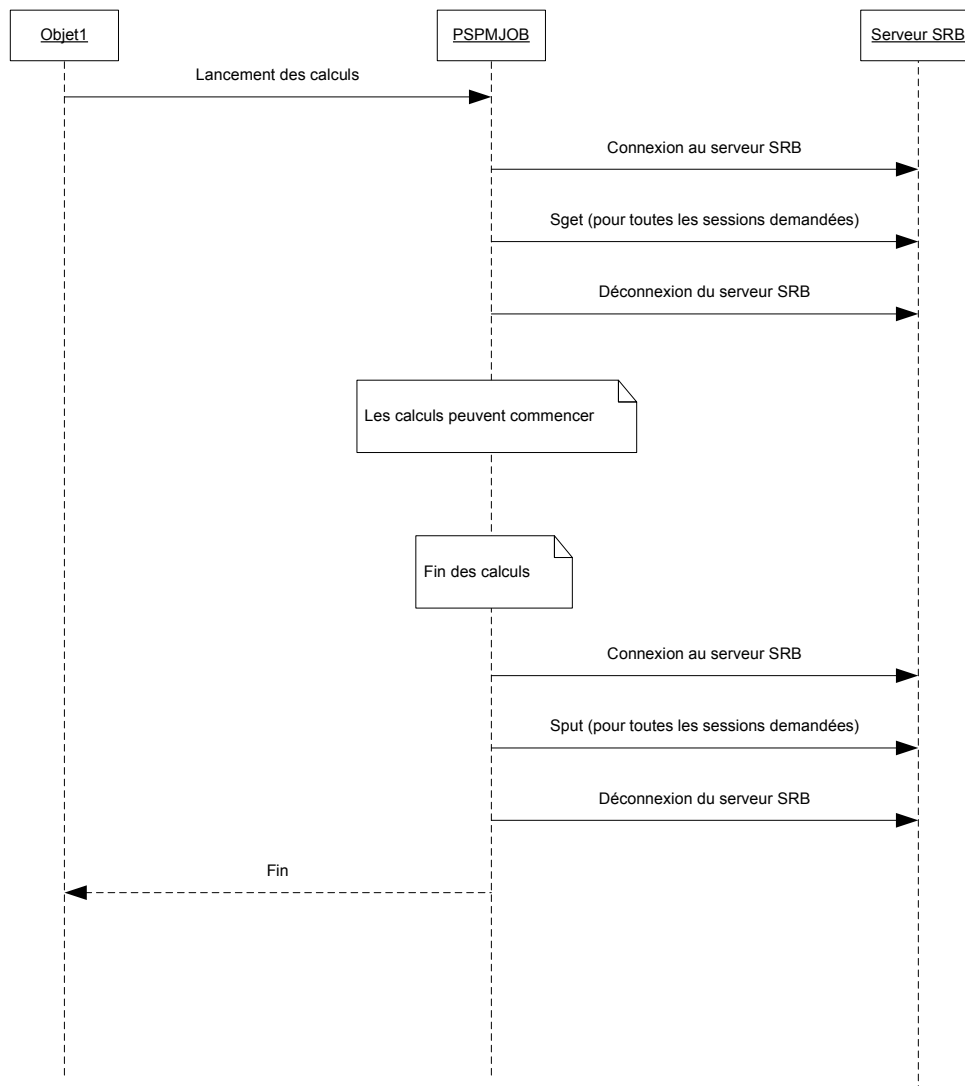 Objet1
PSPMJOB
Serveur SRB
Lancement des calculs
Connexion au serveur SRB
Sget (pour toutes les sessions demandées)
Déconnexion du serveur SRB
Les calculs peuvent commencer
Fin des calculs
Connexion au serveur SRB
Sput (pour toutes les sessions demandées)
Déconnexion du serveur SRB
Fin